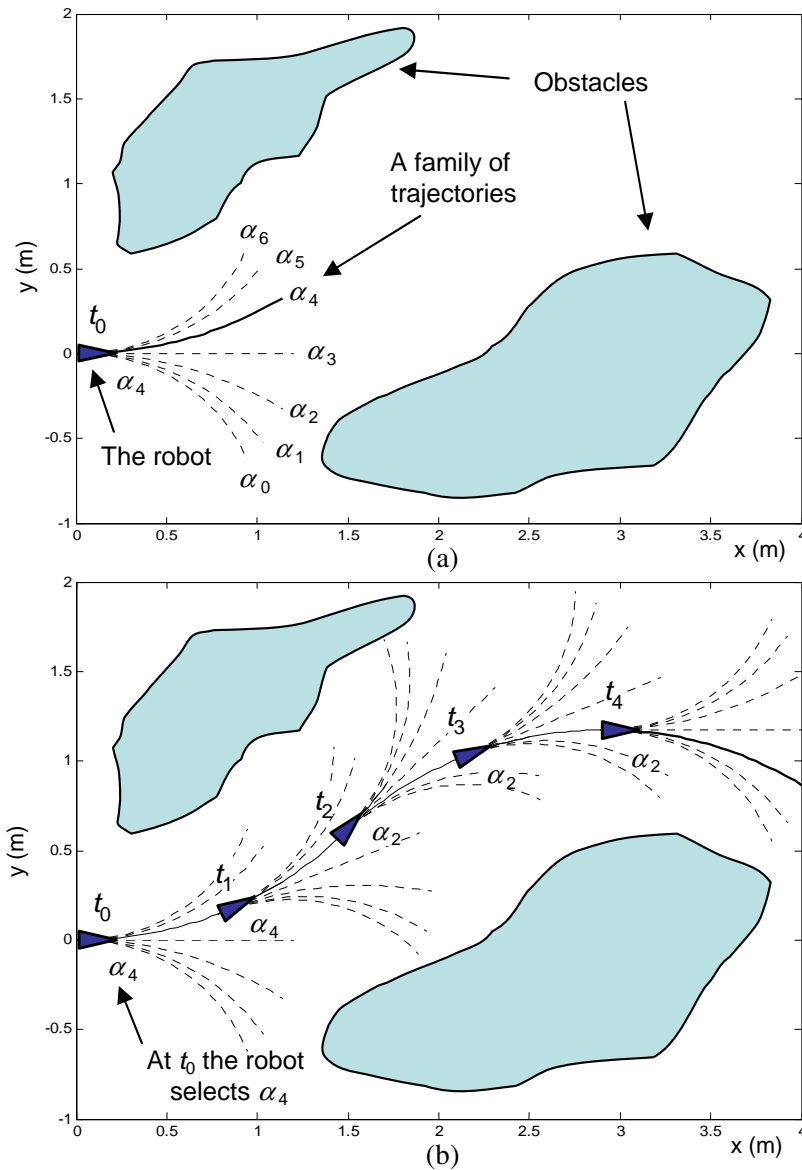 2
Obstacles
1.5
A family of
trajectories
1
α6
α5
0.5
y (m)
α4
t0
0
α3
α4
α2
-0.5
The robot
α1
α0
-1
0 0.5 1 1.5 2 2.5 3 3.5 4
x (m)
(a)
2
1.5
t4
t3
1
α2
α2
t2
α2
y (m)
0.5
t1
t0
α4
0
α4
-0.5
At t0 the robot
selects α4
-1
0 0.5 1 1.5 2 2.5 3 3.5 4
x (m)
(b)